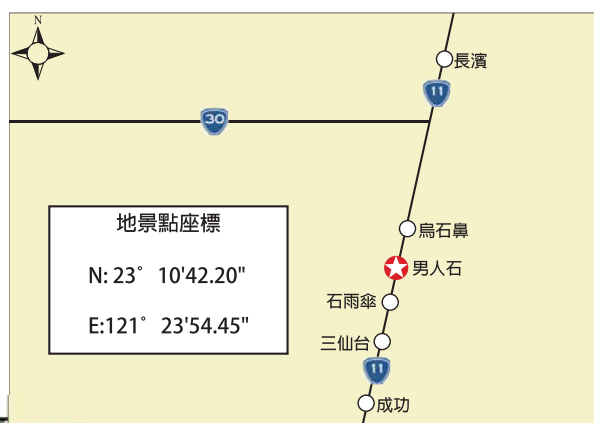 N
長濱
11
30
地景點座標
N: 23° 10'42.20"
E:121° 23'54.45"
烏石鼻
男人石
石雨傘
三仙台
11
成功